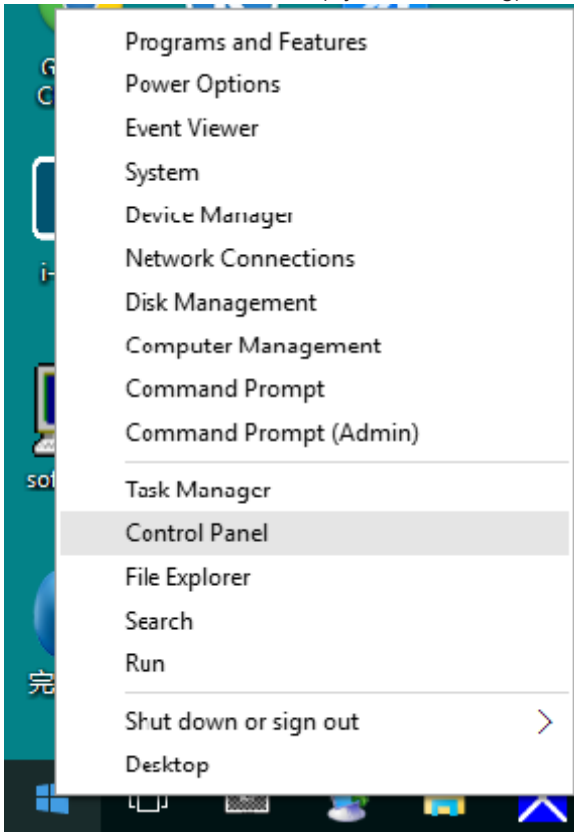 Programs and Features
Power Options
Event Viewer
System
Device Manager
Network Connections
Disk Management
Computer Management
Command Prompt
Command Prompt (Admin)
Task Manager
Control Panel
File Explorer
Search
Run
Shut down or sign out
Desktop